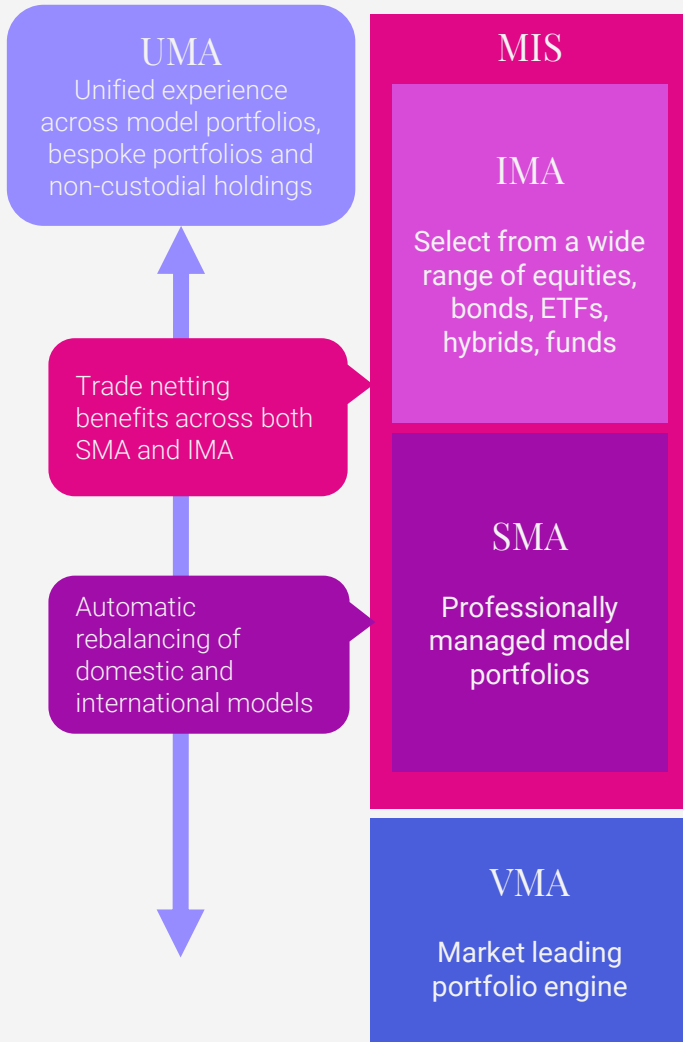 UMA
Unified experience
across model portfolios,
bespoke portfolios and
non-custodial holdings
Trade netting
benefits across both
SMA and IMA
Automatic
rebalancing of
domestic and
international models
MIS
IMA
Select from a wide
range of equities,
bonds, ETFs,
hybrids, funds
SMA
Professionally
managed model
portfolios
VMA
Market leading
portfolio engine